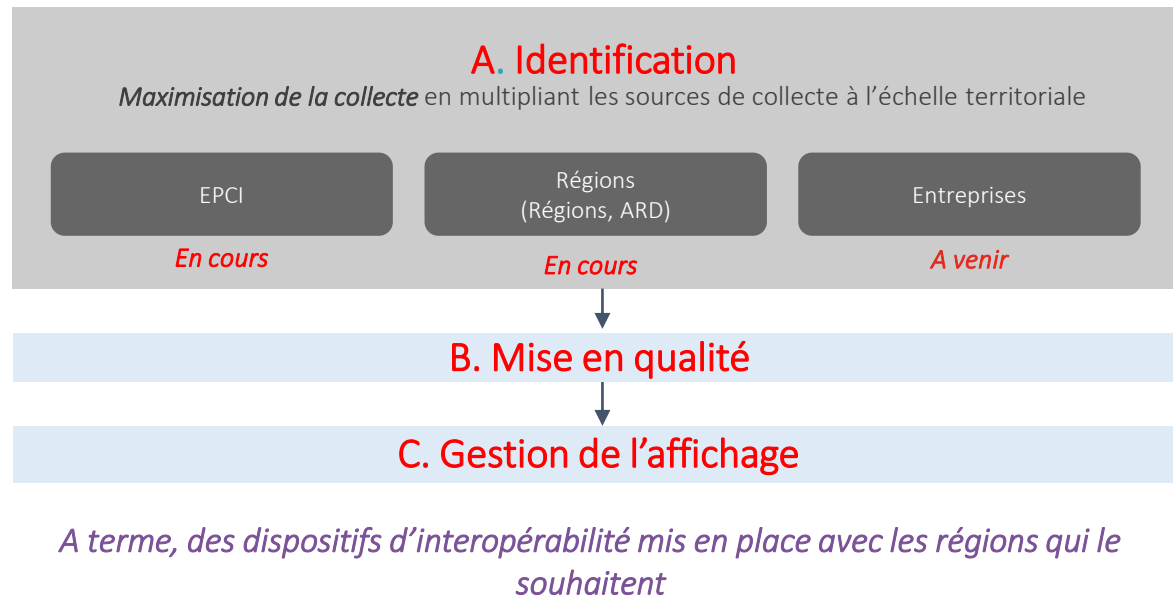 A. Identification
Maximisation de la collecte en multipliant les sources de collecte à l’échelle territoriale
EPCI
Régions
(Régions, ARD)
Entreprises
En cours
En cours
A venir
B. Mise en qualité
C. Gestion de l’affichage
A terme, des dispositifs d’interopérabilité mis en place avec les régions qui le
souhaitent